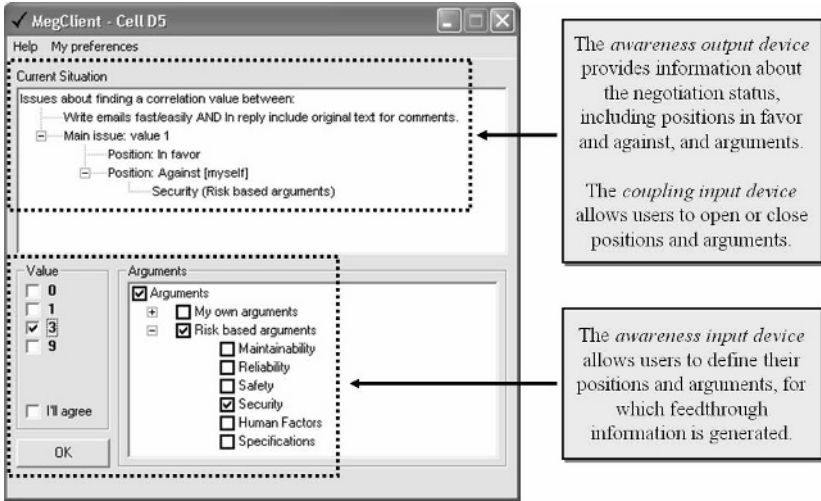 MegClient - Cell D5
Help My preferences
Current Situation
Issues about finding a correlation value between:
Write emails fast/easily AND In reply include original text for comments.
Main issue: value 1
Position: In favor
Position: Against [myself]
Security (Risk based arguments)
Value
0
1
3
9
I'll agree
OK
Arguments
Arguments
My own arguments
Risk based arguments
Maintainability
Reliability
Safety
Security
Human Factors
Specifications
The awareness output device
provides information about
the negotiation status,
including positions in favor
and against, and arguments.
The coupling input device
allows users to open or close
positions and arguments.
The awareness input device
allows users to define their
positions and arguments, for
which feedthrough
information is generated.